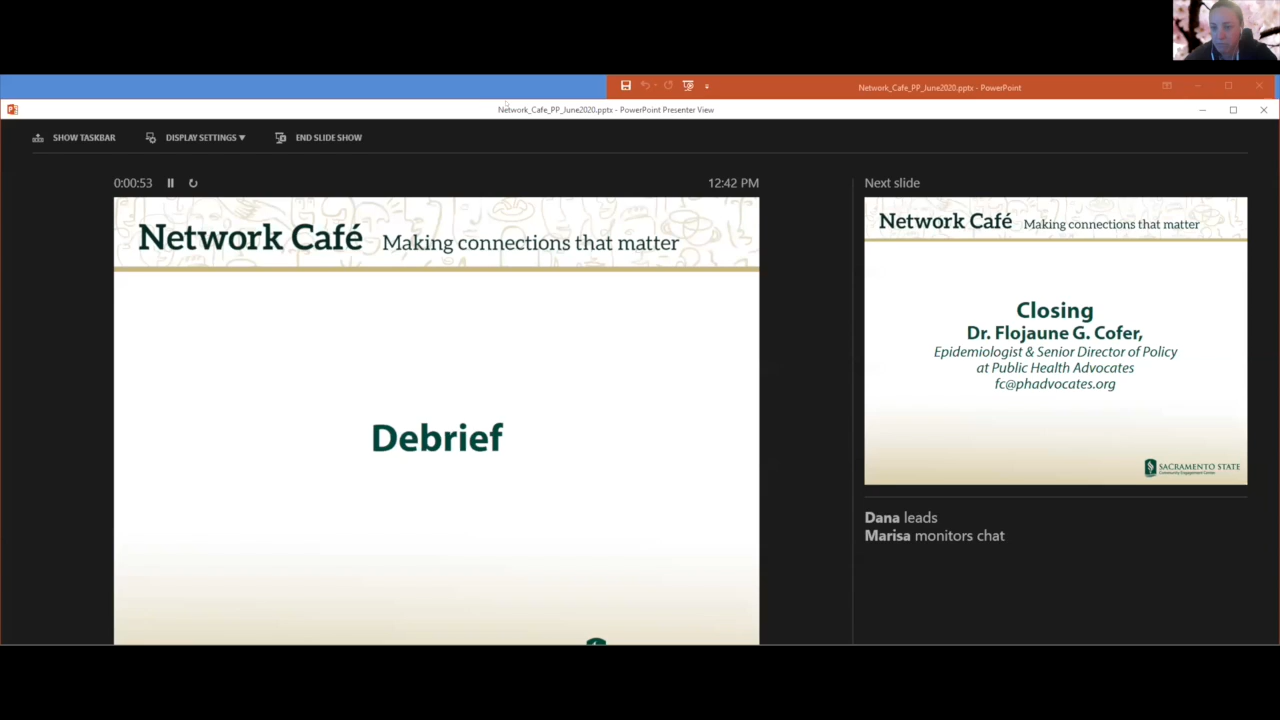 Network_Cafe_PP_June2020.pptx - PowerPoint
Network_Cafe_PP_June2020.pptx - PowerPoint Presenter View
SHOW TASKBAR DISPLAY SETTINGS ▾ END SLIDE SHOW
0:00:53 12:42 PM
Network Café Making connections that matter
Debrief
Next slide
Network Café Making connections that matter
Closing
Dr. Flojaune G. Cofer,
Epidemiologist & Senior Director of Policy
at Public Health Advocates
fc@phadvocates.org
SACRAMENTO STATE
Community Engagement Center
Dana leads
Marisa monitors chat